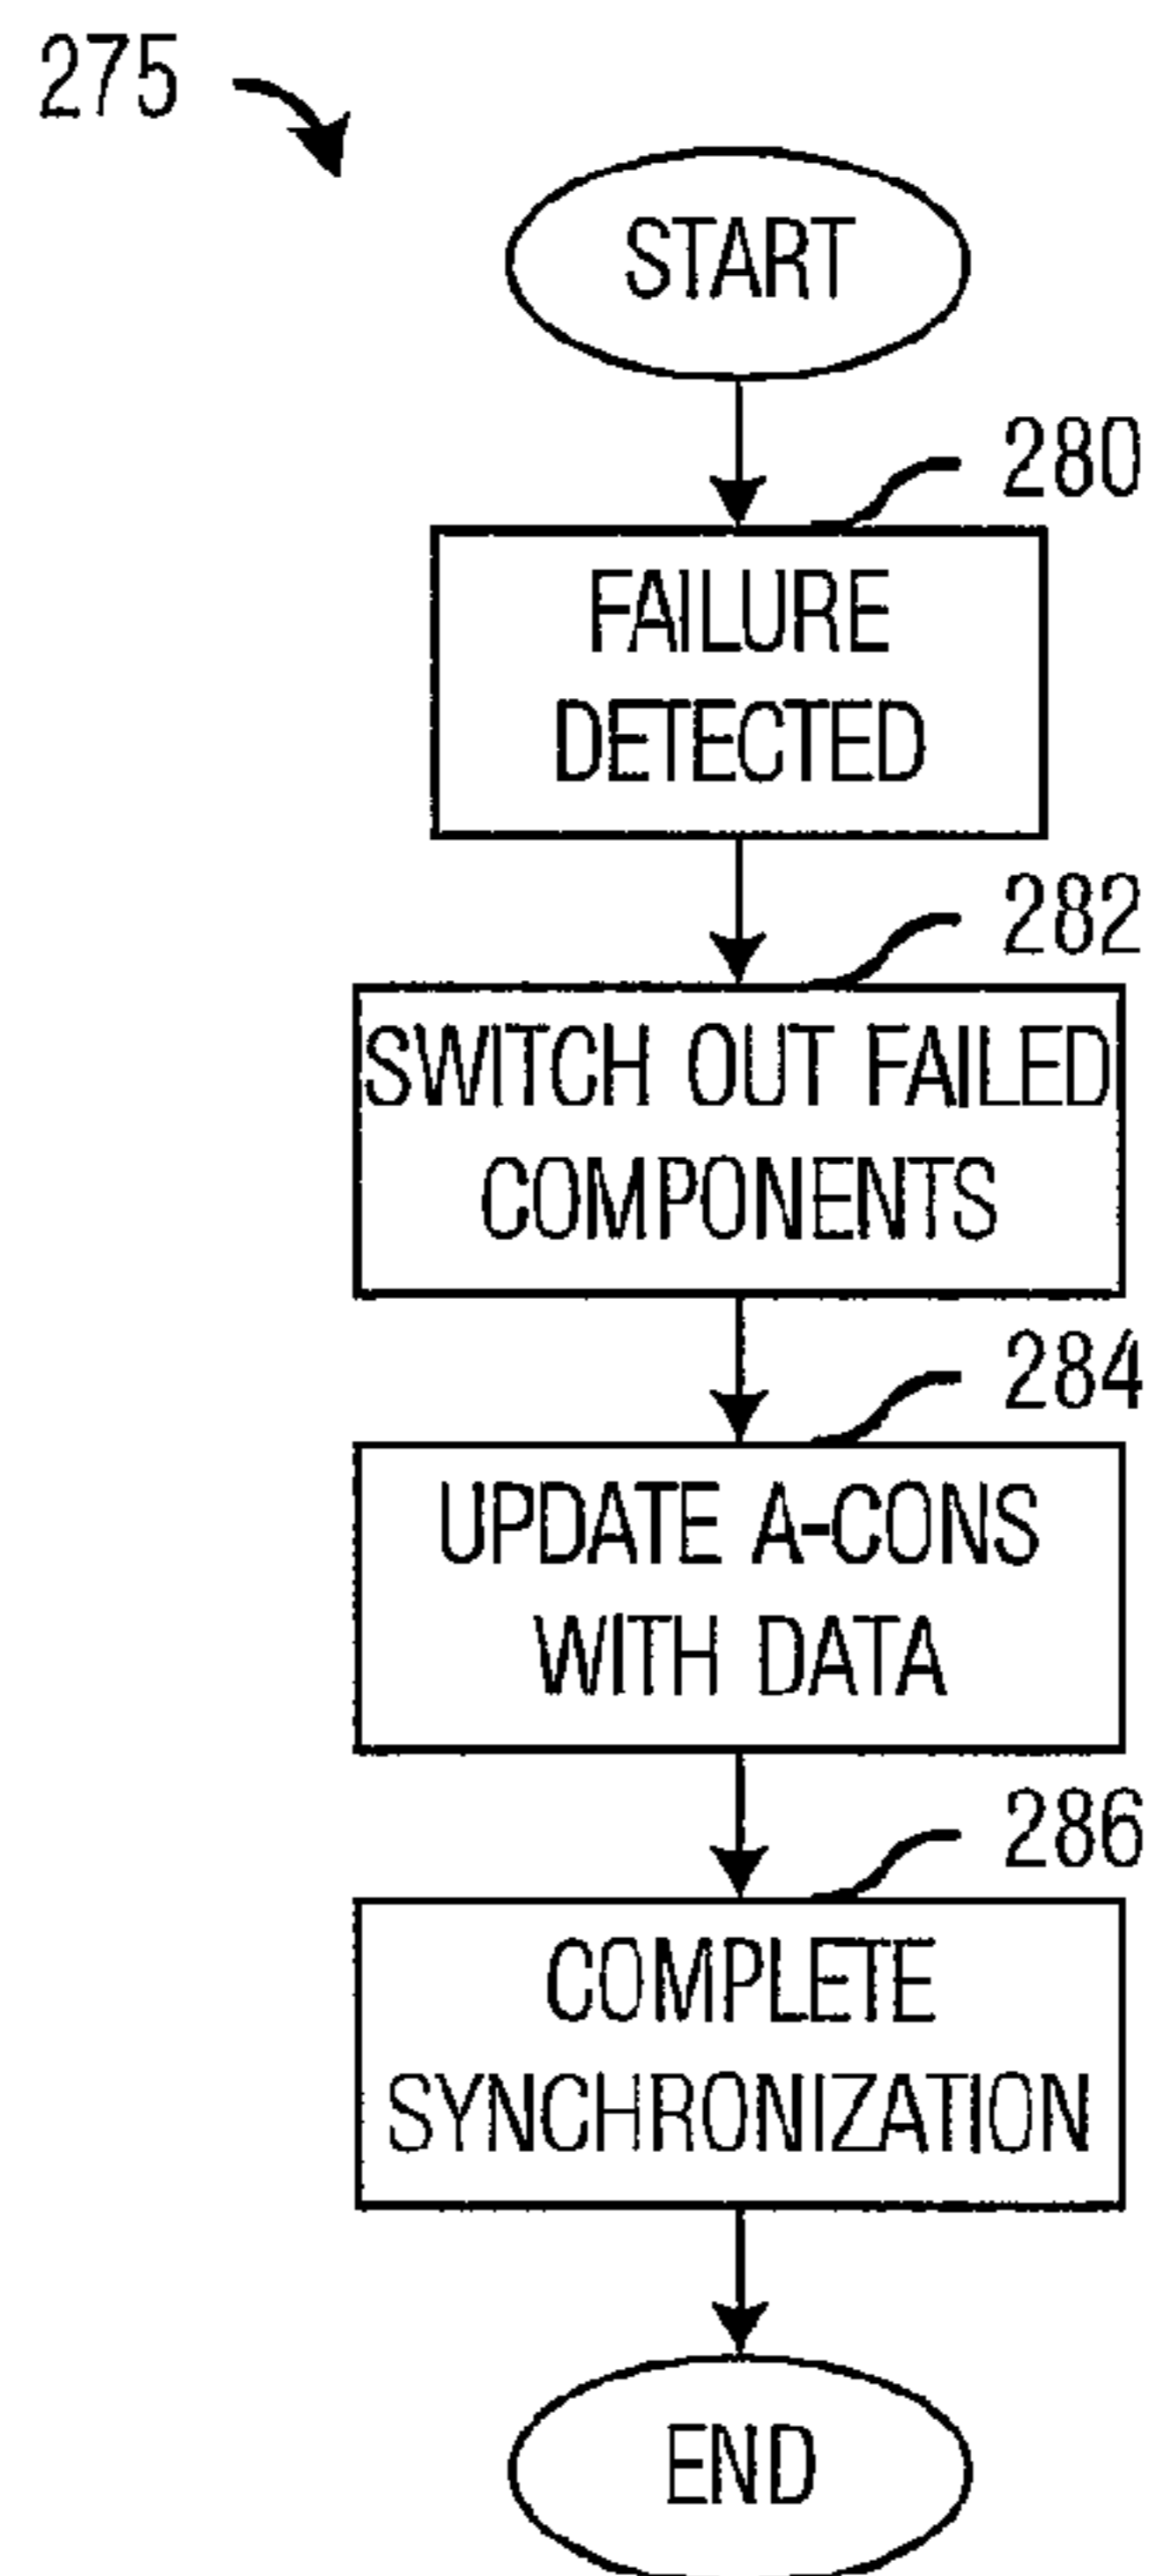 275
START
280
FAILURE
DETECTED
282
SWITCH OUT FAILED
COMPONENTS
284
UPDATE A-CONS
WITH DATA
286
COMPLETE
SYNCHRONIZATION
END